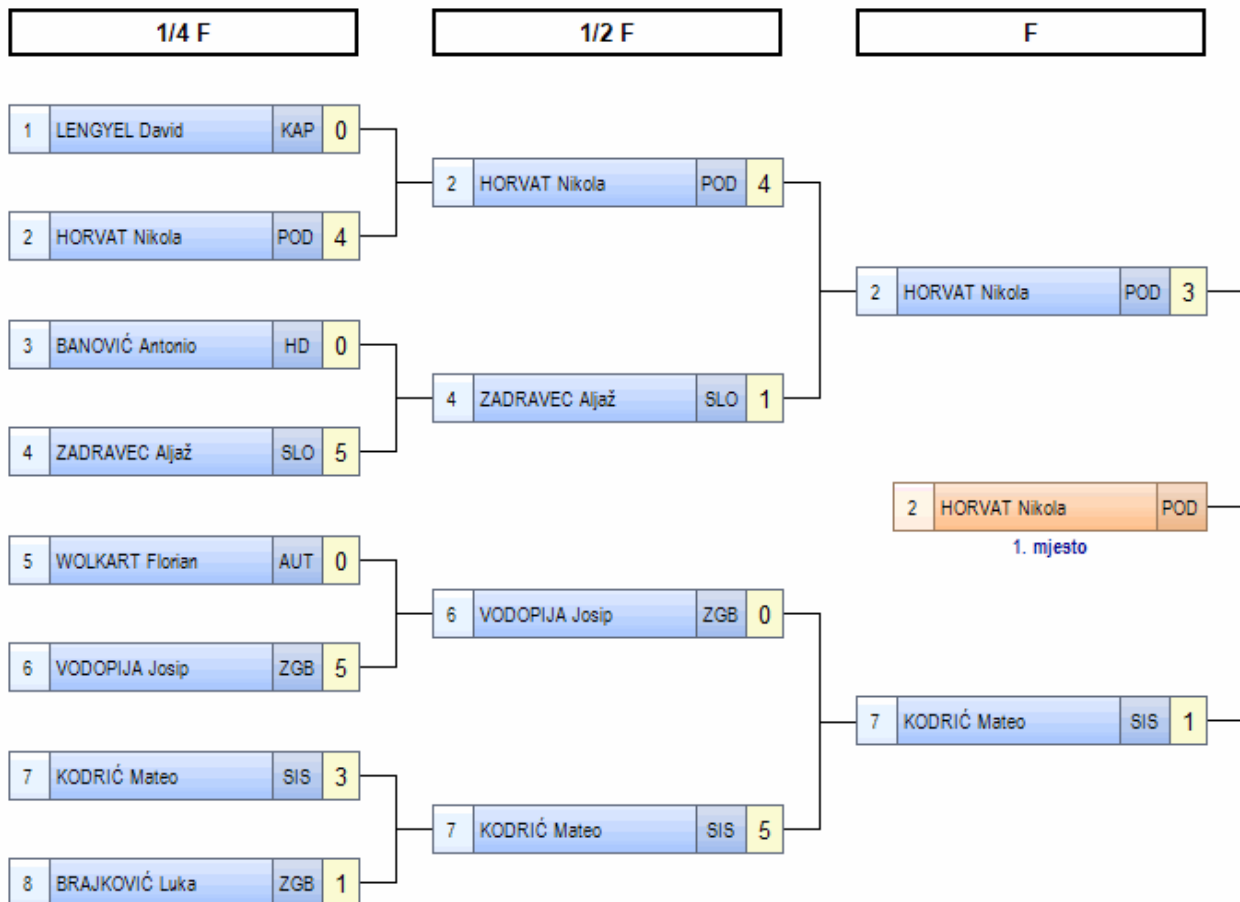 1/4 F 1/2 F F
1 LENGYEL David KAP 0
2 HORVAT Nikola POD 4
2 HORVAT Nikola POD 4
2 HORVAT Nikola POD 3
3 BANOVIĆ Antonio HD 0
4 ZADRAVEC Aljaž SLO 1
4 ZADRAVEC Aljaž SLO 5
2 HORVAT Nikola POD
1. mjesto
5 WOLKART Florian AUT 0
6 VODOPIJA Josip ZGB 0
6 VODOPIJA Josip ZGB 5
7 KODRIĆ Mateo SIS 1
7 KODRIĆ Mateo SIS 3
7 KODRIĆ Mateo SIS 5
8 BRAJKOVIĆ Luka ZGB 1